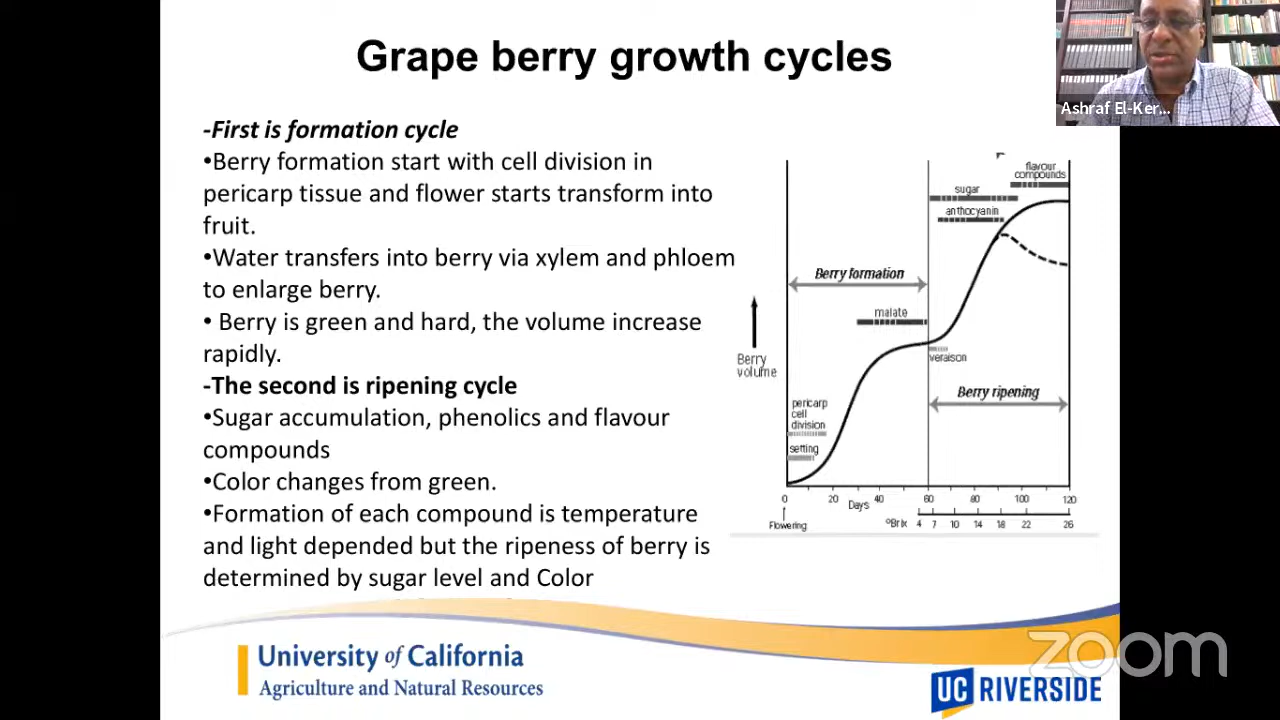 Grape berry growth cycles
Ashraf El-Ker...
-First is formation cycle
•Berry formation start with cell division in
pericarp tissue and flower starts transform into
fruit.
•Water transfers into berry via xylem and phloem
to enlarge berry.
• Berry is green and hard, the volume increase
rapidly.
-The second is ripening cycle
•Sugar accumulation, phenolics and flavour
compounds
•Color changes from green.
•Formation of each compound is temperature
and light depended but the ripeness of berry is
determined by sugar level and Color
flavour
compounds
sugar
anthocyanin
Berry formation
malate
Berry
volume
veraison
Berry ripening
pericarp
cell
division
setting
0 20 40 60 80 100 120
Days
Flowering
°Brix 4 7 10 14 18 22 26
University of California
Agriculture and Natural Resources
UC RIVERSIDE
zoom